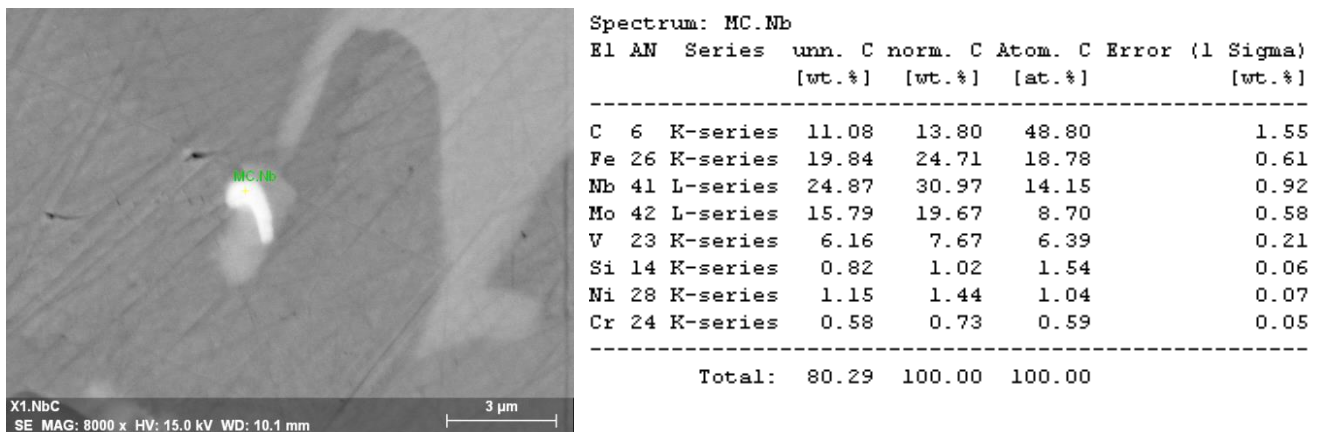 MC.Nb
X1.NbC
3 µm
SE MAG: 8000 x HV: 15.0 kV WD: 10.1 mm
Spectrum: MC.Nb
El AN Series unn. C norm. C Atom. C Error (1 Sigma)
[wt.%] [wt.%] [at.%] [wt.%]
C 6 K-series 11.08 13.80 48.80 1.55
Fe 26 K-series 19.84 24.71 18.78 0.61
Nb 41 L-series 24.87 30.97 14.15 0.92
Mo 42 L-series 15.79 19.67 8.70 0.58
V 23 K-series 6.16 7.67 6.39 0.21
Si 14 K-series 0.82 1.02 1.54 0.06
Ni 28 K-series 1.15 1.44 1.04 0.07
Cr 24 K-series 0.58 0.73 0.59 0.05
Total: 80.29 100.00 100.00